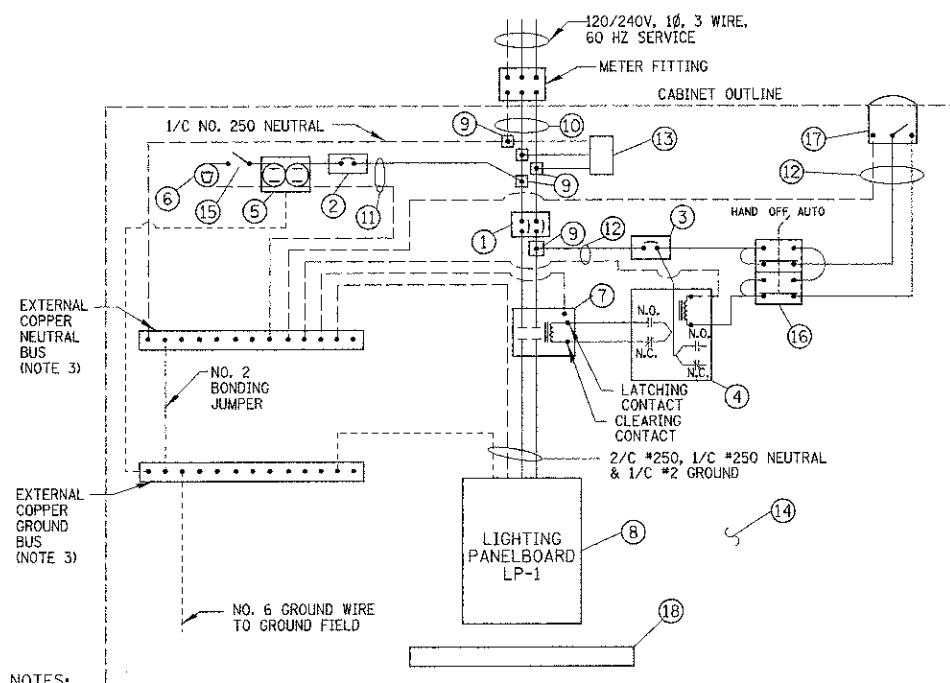 120/240V, 1Ø, 3 WIRE,
60 HZ SERVICE
METER FITTING
CABINET OUTLINE
1/C NO. 250 NEUTRAL
9
10
13
17
6
15
5
2
11
9
12
HAND OFF AUTO
1
9
12
3
7
16
EXTERNAL
COPPER
NEUTRAL
BUS
(NOTE 3)
N.O.
N.C.
N.O.
N.C.
4
NO. 2
BONDING
JUMPER
LATCHING
CONTACT
CLEARING
CONTACT
2/C #250, 1/C #250 NEUTRAL
& 1/C #2 GROUND
EXTERNAL
COPPER
GROUND
BUS
(NOTE 3)
LIGHTING
PANELBOARD
LP-1
8
14
NO. 6 GROUND WIRE
TO GROUND FIELD
18
NOTES: